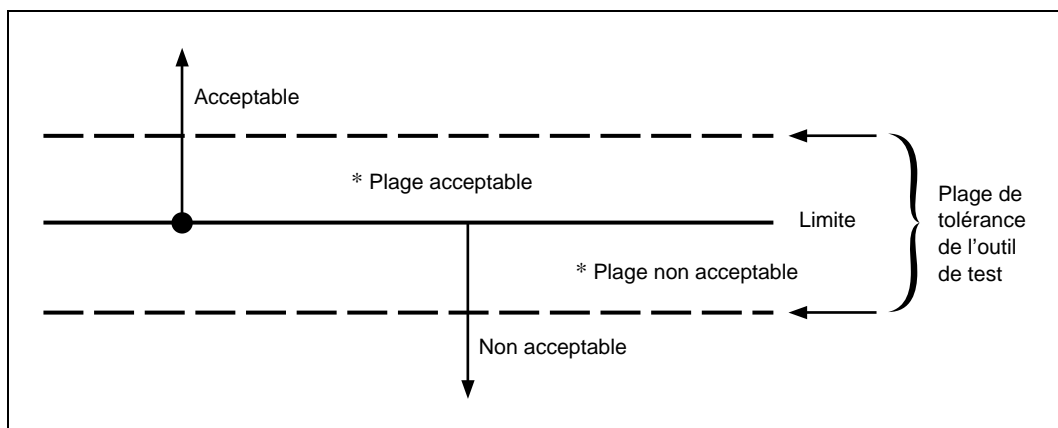 Acceptable
* Plage acceptable
Limite
* Plage non acceptable
Non acceptable
Plage de
tolérance
de l’outil
de test